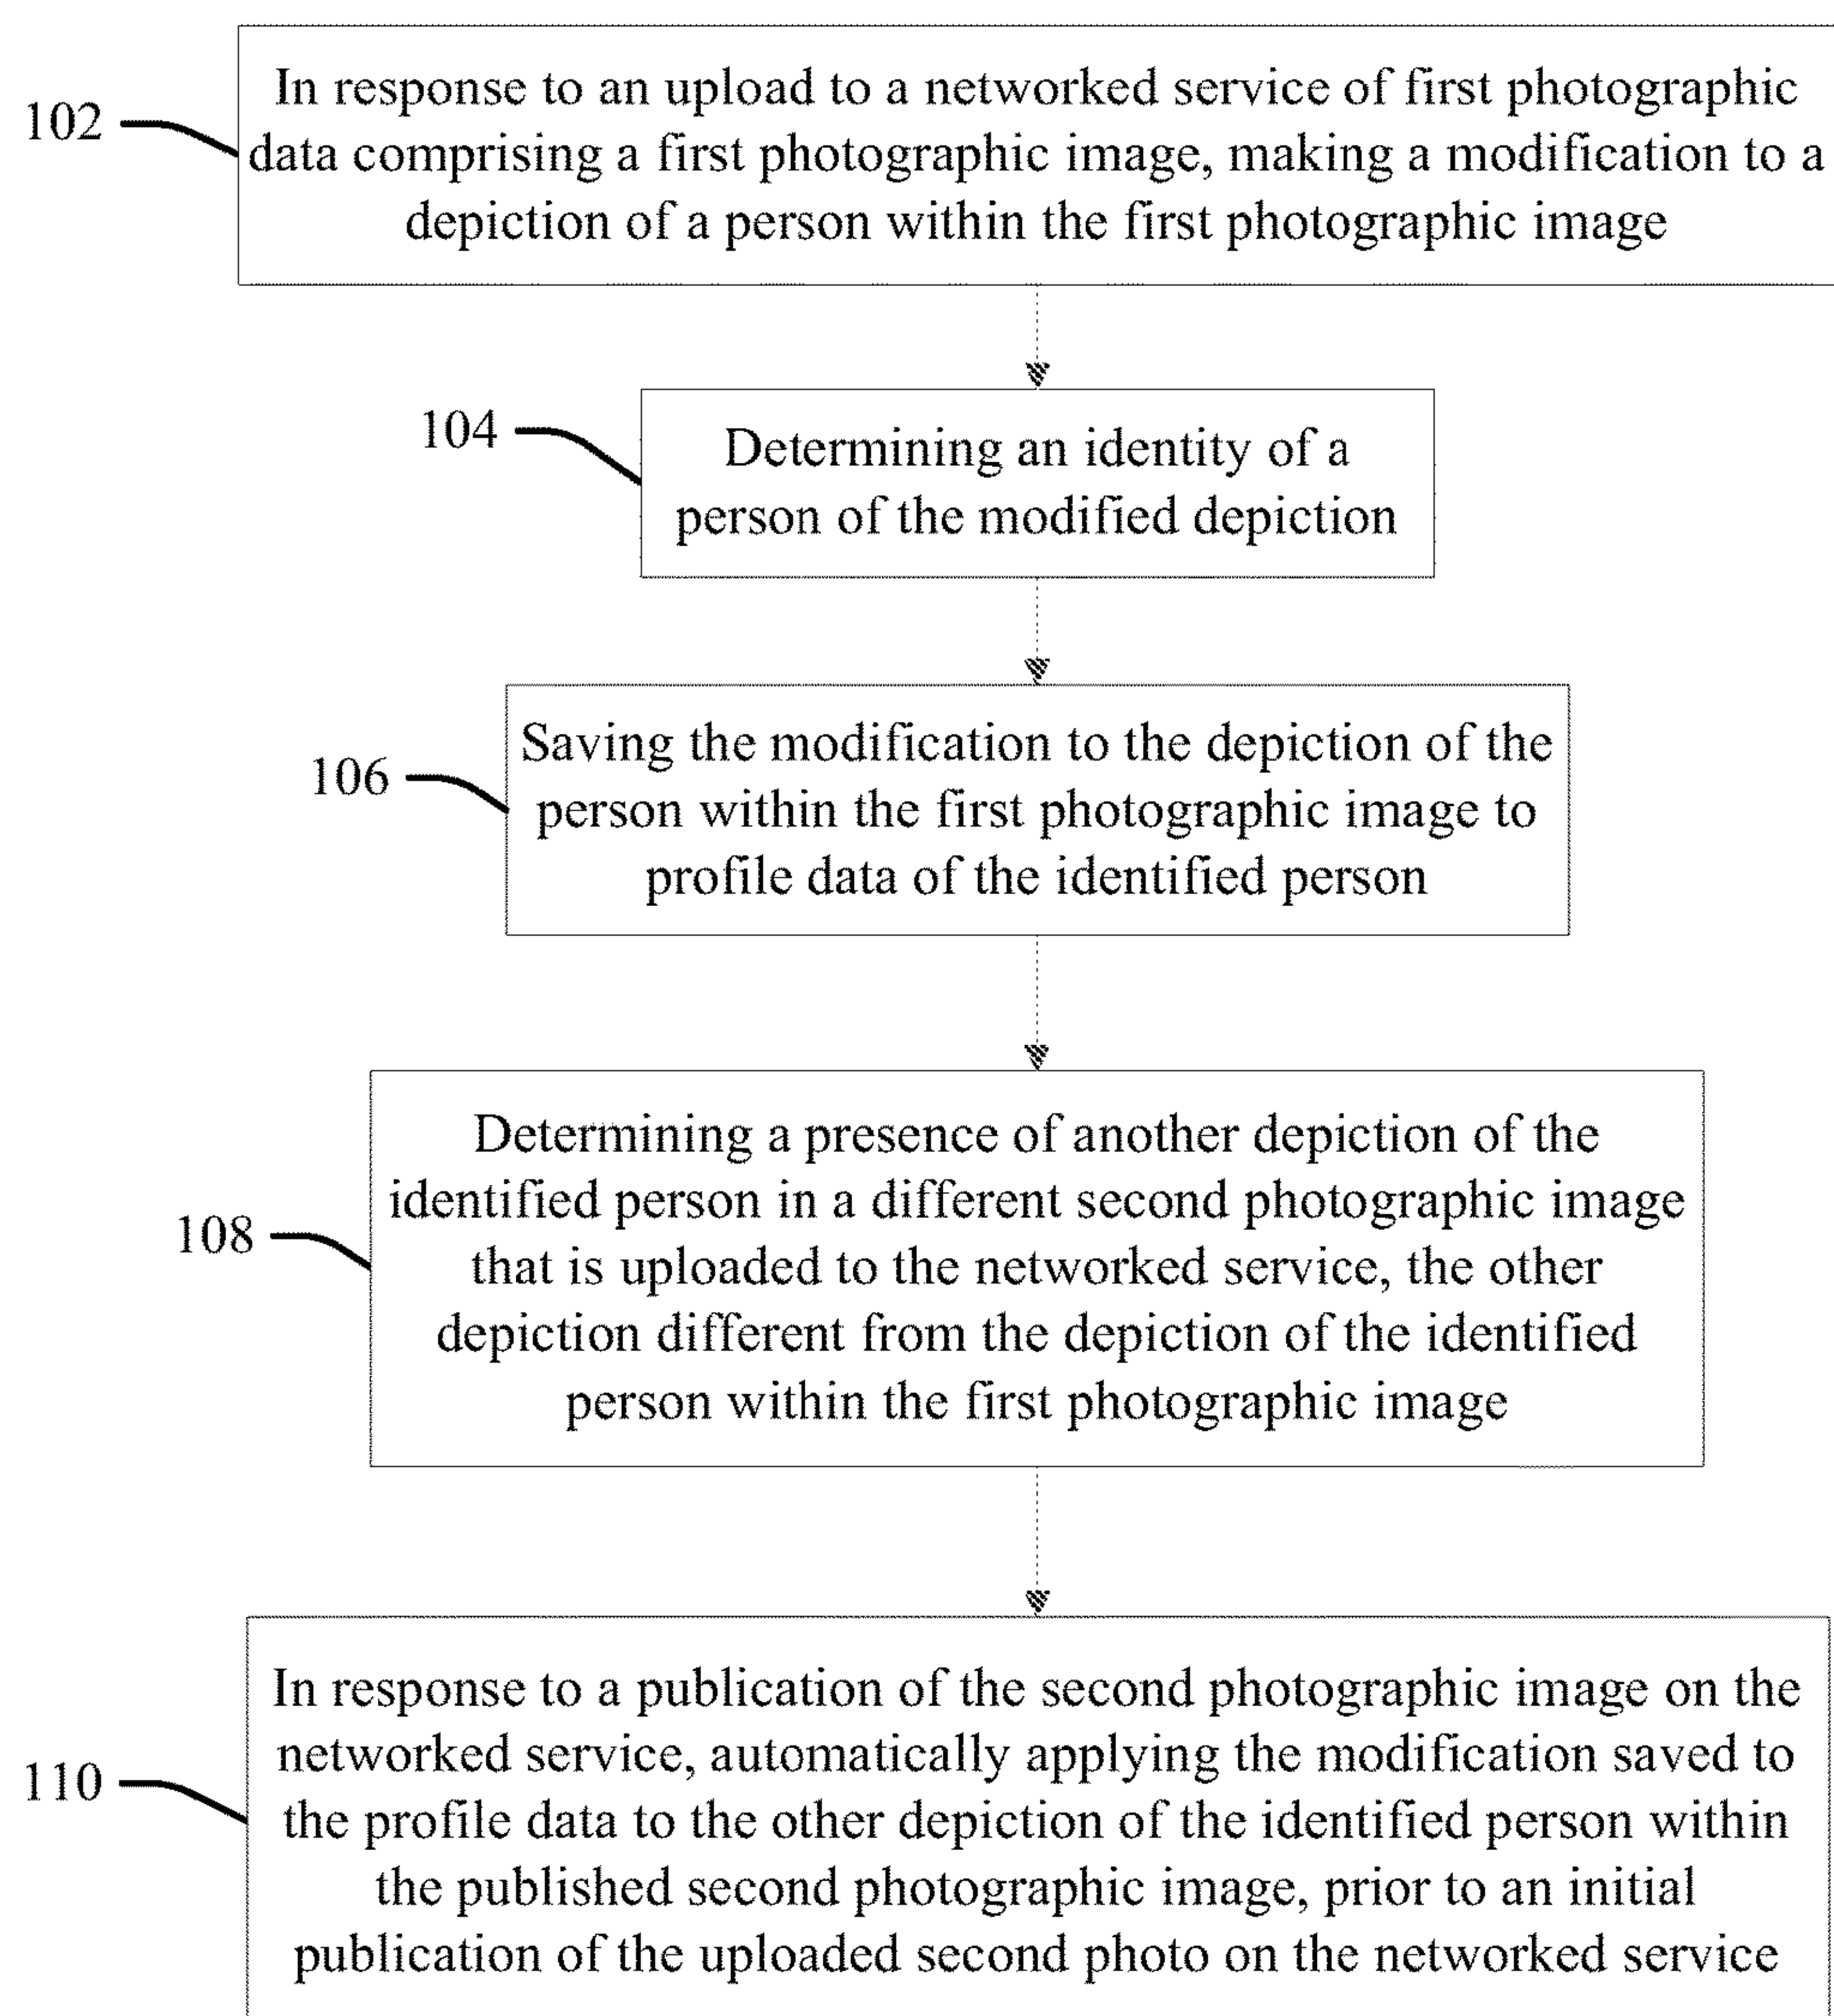 102
In response to an upload to a networked service of first photographic
data comprising a first photographic image, making a modification to a
depiction of a person within the first photographic image
104
Determining an identity of a
person of the modified depiction
106
Saving the modification to the depiction of the
person within the first photographic image to
profile data of the identified person
108
Determining a presence of another depiction of the
identified person in a different second photographic image
that is uploaded to the networked service, the other
depiction different from the depiction of the identified
person within the first photographic image
110
In response to a publication of the second photographic image on the
networked service, automatically applying the modification saved to
the profile data to the other depiction of the identified person within
the published second photographic image, prior to an initial
publication of the uploaded second photo on the networked service